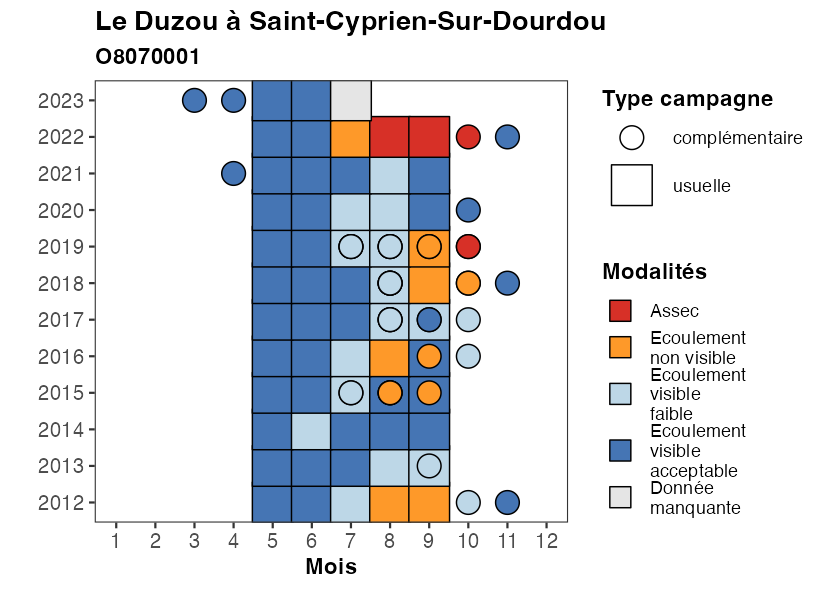 Le Duzou à Saint-Cyprien-Sur-Dourdou
O8070001
2023
2022
2021
2020
2019
2018
2017
2016
2015
2014
2013
2012
1 2 3 4 5 6 7 8 9 10 11 12
Mois
Type campagne
complémentaire
usuelle
Modalités
Assec
Ecoulement
non visible
Ecoulement
visible
faible
Ecoulement
visible
acceptable
Donnée
manquante